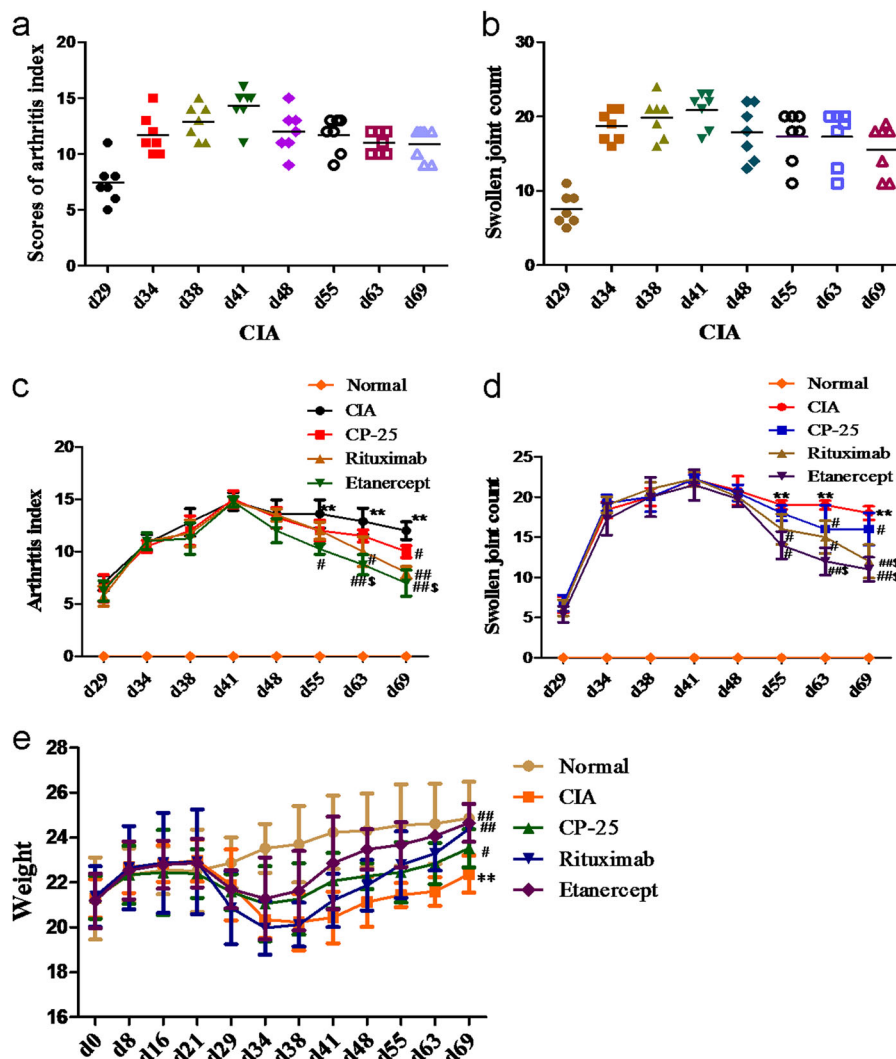 a
20
15
10
5
0
Scores of arthritis index
d29 d34 d38 d41 d48 d55 d63 d69
CIA
b
30
20
10
0
Swollen joint count
d29 d34 d38 d41 d48 d55 d63 d69
CIA
c
Normal
CIA
CP-25
Rituximab
Etanercept
20
15
10
5
0
Arthritis index
** ** **
# # #
##
##$ ##$
d29 d34 d38 d41 d48 d55 d63 d69
d
Normal
CIA
CP-25
Rituximab
Etanercept
25
20
15
10
5
0
Swollen joint count
** ** **
# #
# #
# ##$
##$ ##$
d29 d34 d38 d41 d48 d55 d63 d69
e
28
26
24
22
20
18
16
Weight
Normal
CIA
CP-25
Rituximab
Etanercept
##
##
#
**
d0 d8 d16 d21 d29 d34 d38 d41 d48 d55 d63 d69